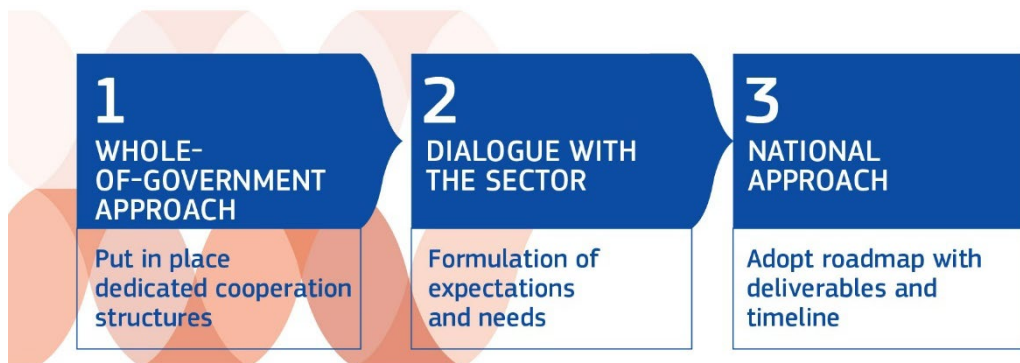 1
WHOLE-
OF-GOVERNMENT
APPROACH
Put in place
dedicated cooperation
structures
2
DIALOGUE WITH
THE SECTOR
Formulation of
expectations
and needs
3
NATIONAL
APPROACH
Adopt roadmap with
deliverables and
timeline